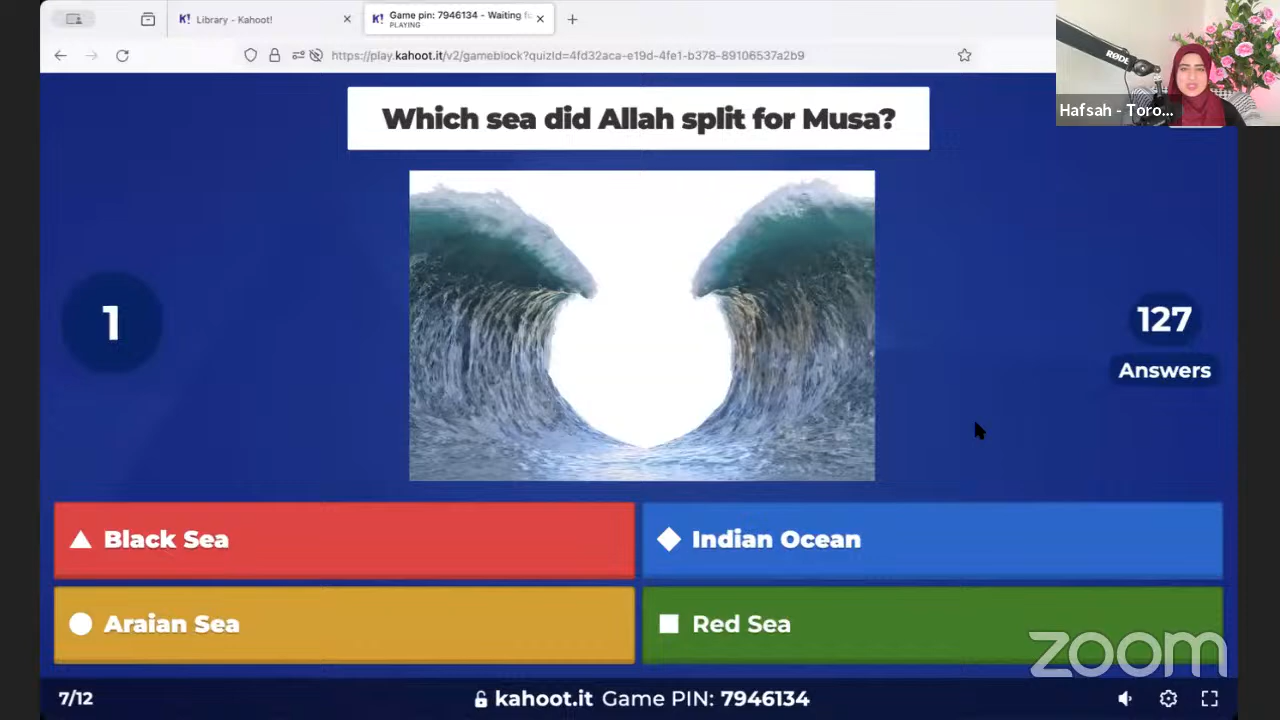 Library - Kahoot!
Game pin: 7946134 - Waiting f
PLAYING
https://play.kahoot.it/v2/gameblock?quizId=4fd32aca-e19d-4fe1-b378-89106537a2b9
RØDE
Hafsah - Toro...
Which sea did Allah split for Musa?
1
127
Answers
Black Sea
Indian Ocean
Araian Sea
Red Sea
zoom
7/12
kahoot.it Game PIN: 7946134